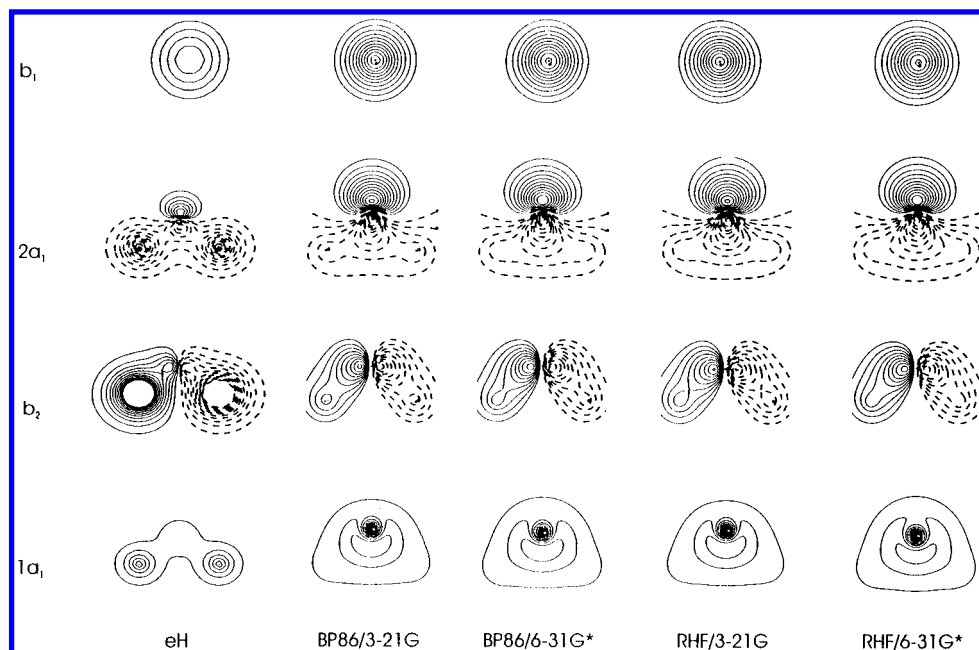 b₁
2a₁
b₂
1a₁
eH BP86/3-21G BP86/6-31G* RHF/3-21G RHF/6-31G*